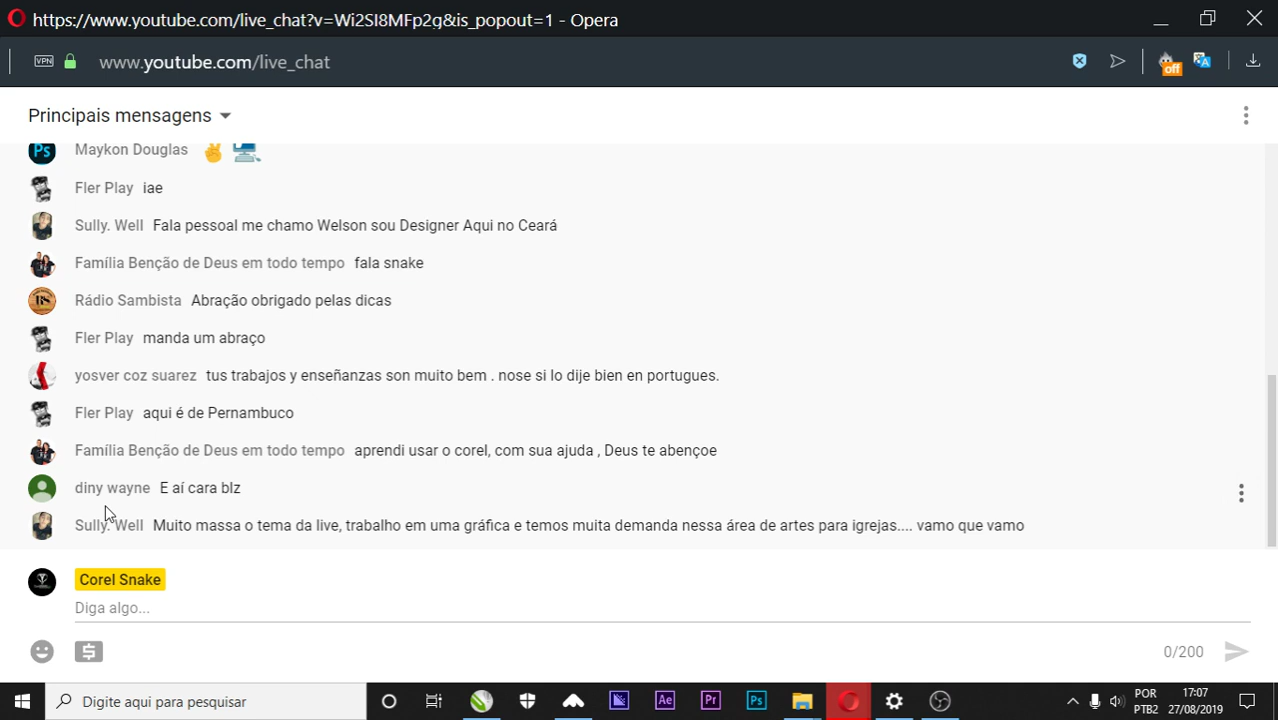 https://www.youtube.com/live_chat?v=Wi2SI8MFp2g&is_popout=1 - Opera
VPN www.youtube.com/live_chat off
Principais mensagens
Ps Maykon Douglas
Fler Play iae
Sully. Well Fala pessoal me chamo Welson sou Designer Aqui no Ceará
Família Benção de Deus em todo tempo fala snake
Rádio Sambista Abração obrigado pelas dicas
Fler Play manda um abraço
yosver coz suarez tus trabajos y enseñanzas son muito bem . nose si lo dije bien en portugues.
Fler Play aqui é de Pernambuco
Família Benção de Deus em todo tempo aprendi usar o corel, com sua ajuda , Deus te abençoe
diny wayne E aí cara blz
Sully. Well Muito massa o tema da live, trabalho em uma gráfica e temos muita demanda nessa área de artes para igrejas.... vamo que vamo
Corel Snake
Diga algo...
0/200
Digite aqui para pesquisar Ae Pr Ps POR 17:07
PTB2 27/08/2019